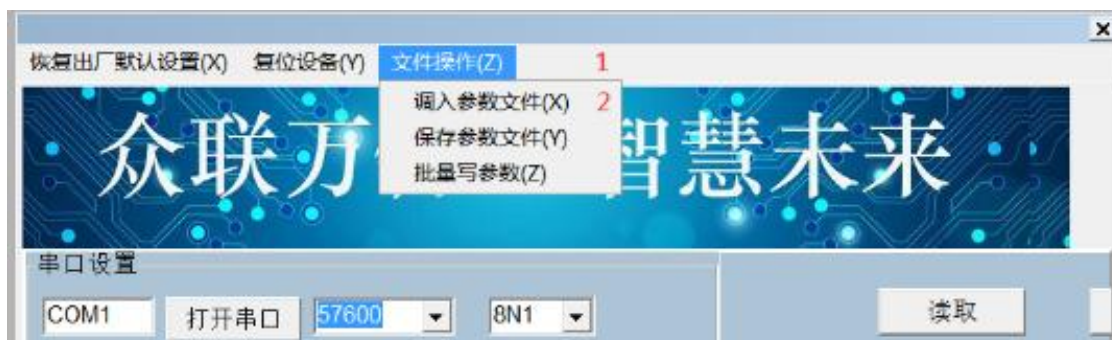 恢复出厂默认设置(X) 复位设备(Y) 文件操作(Z) 1
调入参数文件(X) 2
保存参数文件(Y)
批量写参数(Z)
众联万 智慧未来
串口设置
COM1 打开串口 57600 8N1 读取